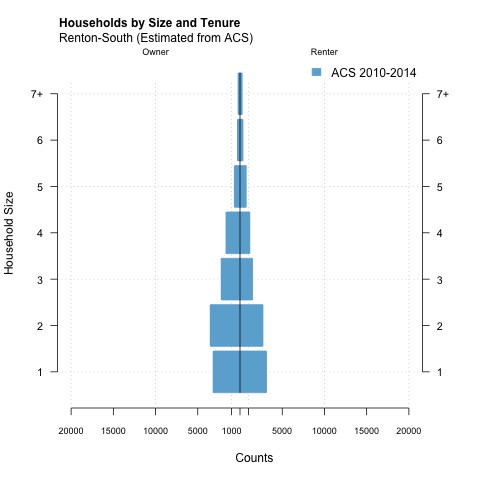 Households by Size and Tenure
Renton-South (Estimated from ACS)
Owner Renter
ACS 2010-2014
7+ 7+
6 6
5 5
4 4
3 3
2 2
1 1
Household Size
20000 15000 10000 5000 1000 5000 10000 15000 20000
Counts